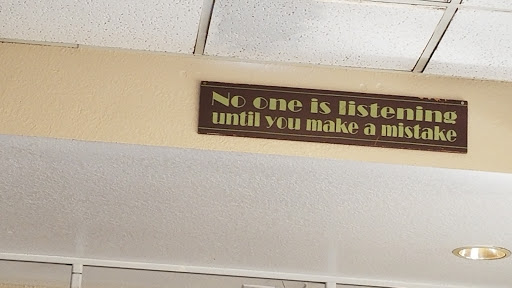 No one is listening
until you make a mistake